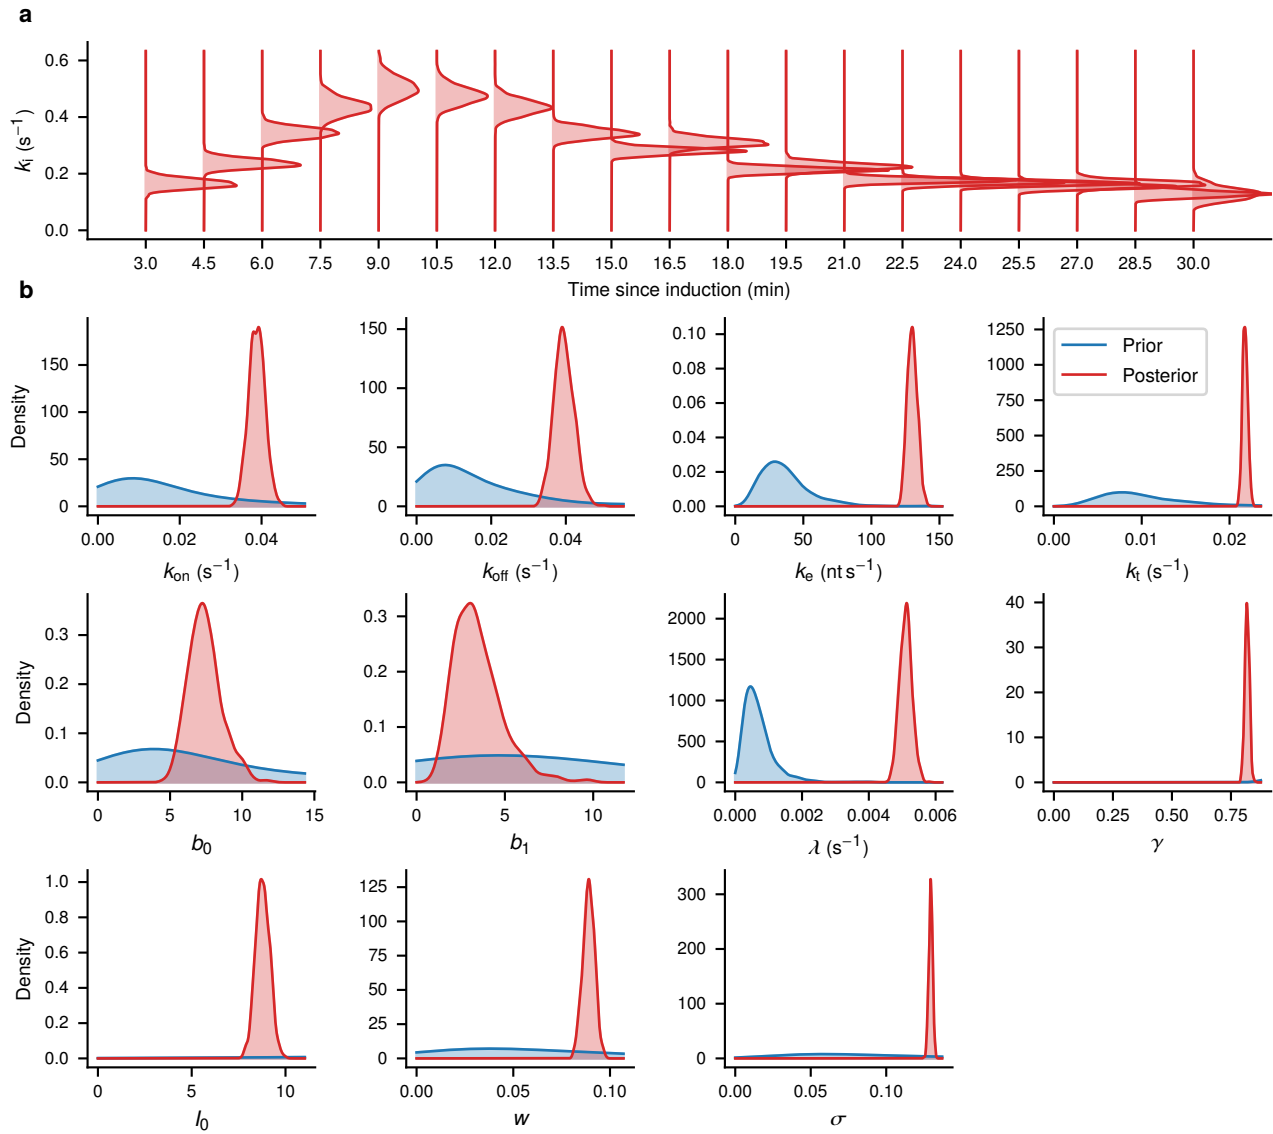 a
0.6
0.4
0.2
0.0
kᵢ (s⁻¹)
3.0 4.5 6.0 7.5 9.0 10.5 12.0 13.5 15.0 16.5 18.0 19.5 21.0 22.5 24.0 25.5 27.0 28.5 30.0
Time since induction (min)
b
Density
150
100
50
0
0.00 0.02 0.04
k_on (s⁻¹)
150
100
50
0
0.00 0.02 0.04
k_off (s⁻¹)
0.10
0.08
0.06
0.04
0.02
0.00
0 50 100 150
k_e (nt s⁻¹)
1250
1000
750
500
250
0
0.00 0.02
k_t (s⁻¹)
Prior
Posterior
Density
0.3
0.2
0.1
0.0
0 5 10 15
b₀
0.3
0.2
0.1
0.0
0 5 10
b₁
2000
1500
1000
500
0
0.000 0.002 0.004 0.006
λ (s⁻¹)
40
30
20
10
0
0.00 0.25 0.50 0.75
γ
Density
1.0
0.8
0.6
0.4
0.2
0.0
0 5 10
l₀
125
100
75
50
25
0
0.00 0.05 0.10
w
300
200
100
0
0.00 0.05 0.10
σ